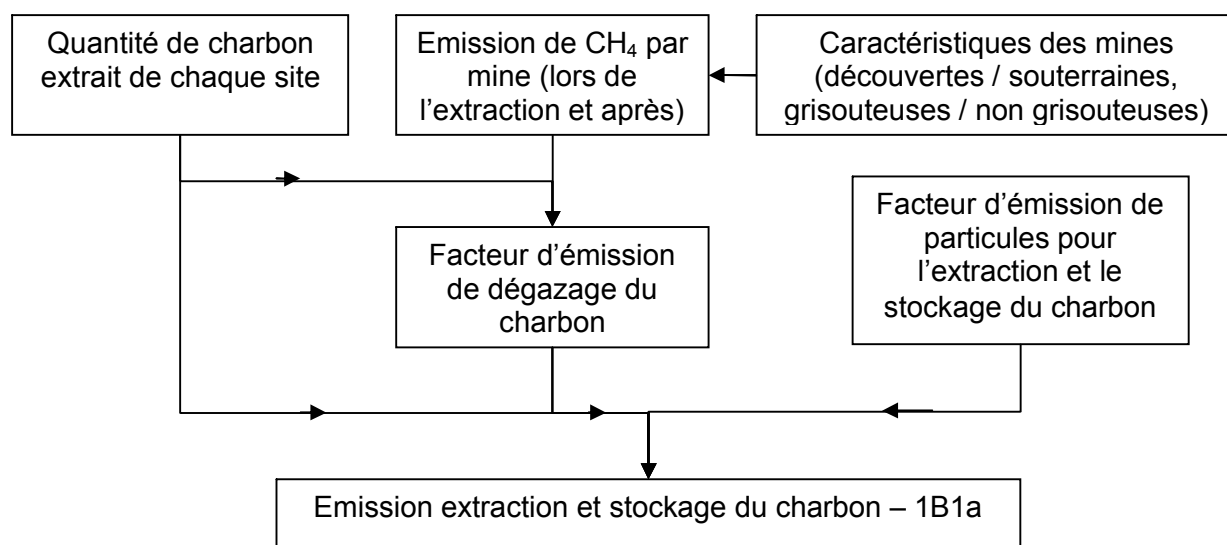 Quantité de charbon
extrait de chaque site
Emission de CH₄ par
mine (lors de
l’extraction et après)
Caractéristiques des mines
(découvertes / souterraines,
grisouteuses / non grisouteuses)
Facteur d’émission
de dégazage du
charbon
Facteur d’émission de
particules pour
l’extraction et le
stockage du charbon
Emission extraction et stockage du charbon – 1B1a